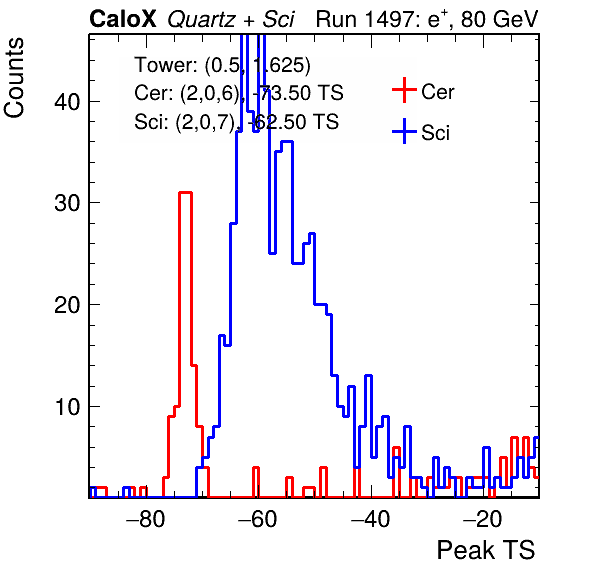 CaloX Quartz + Sci Run 1497: e⁺, 80 GeV
Counts
Tower: (0.5, 1.625)
Cer: (2,0,6), -73.50 TS
Sci: (2,0,7), -62.50 TS
Cer
Sci
40
30
20
10
−80 −60 −40 −20
Peak TS